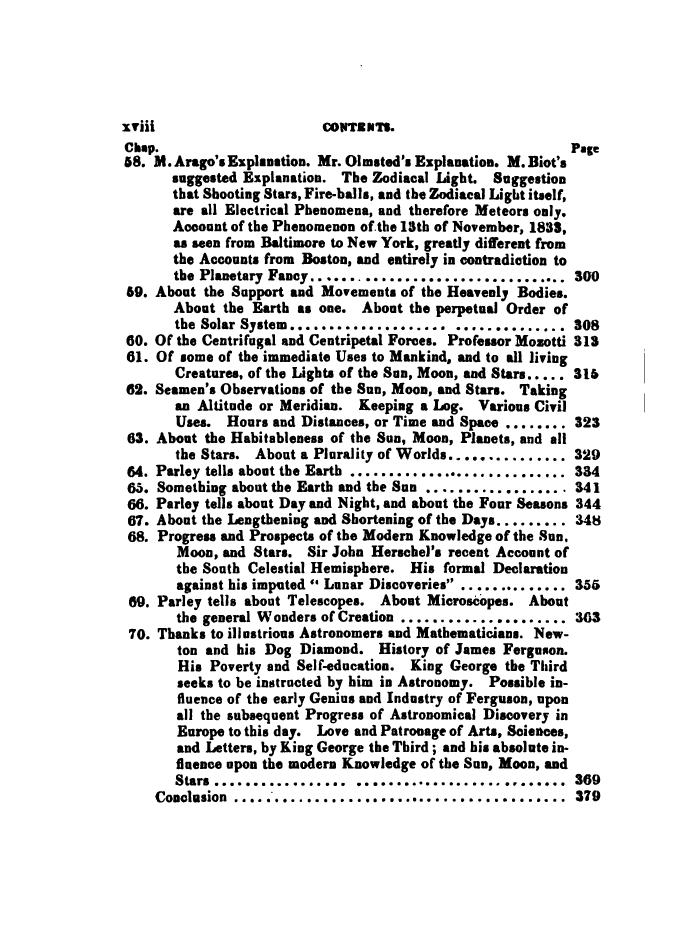 xviii CONTENTS.
Chap. Page
58. M. Arago's Explanation. Mr. Olmsted's Explanation. M. Biot's
suggested Explanation. The Zodiacal Light. Suggestion
that Shooting Stars, Fire-balls, and the Zodiacal Light itself,
are all Electrical Phenomena, and therefore Meteors only.
Account of the Phenomenon of the 13th of November, 1833,
as seen from Baltimore to New York, greatly different from
the Accounts from Boston, and entirely in contradiction to
the Planetary Fancy................................. 300
59. About the Support and Movements of the Heavenly Bodies.
About the Earth as one. About the perpetual Order of
the Solar System.................... .............. 308
60. Of the Centrifugal and Centripetal Forces. Professor Mozotti 313
61. Of some of the immediate Uses to Mankind, and to all living
Creatures, of the Lights of the Sun, Moon, and Stars..... 315
62. Seamen's Observations of the Sun, Moon, and Stars. Taking
an Altitude or Meridian. Keeping a Log. Various Civil
Uses. Hours and Distances, or Time and Space ........ 323
63. About the Habitableness of the Sun, Moon, Planets, and all
the Stars. About a Plurality of Worlds............... 329
64. Parley tells about the Earth ............................ 334
65. Something about the Earth and the Sun .................. 341
66. Parley tells about Day and Night, and about the Four Seasons 344
67. About the Lengthening and Shortening of the Days......... 348
68. Progress and Prospects of the Modern Knowledge of the Sun,
Moon, and Stars. Sir John Herschel's recent Account of
the South Celestial Hemisphere. His formal Declaration
against his imputed "Lunar Discoveries" .............. 355
69. Parley tells about Telescopes. About Microscopes. About
the general Wonders of Creation ..................... 363
70. Thanks to illustrious Astronomers and Mathematicians. New-
ton and his Dog Diamond. History of James Ferguson.
His Poverty and Self-education. King George the Third
seeks to be instructed by him in Astronomy. Possible in-
fluence of the early Genius and Industry of Ferguson, upon
all the subsequent Progress of Astronomical Discovery in
Europe to this day. Love and Patronage of Arts, Sciences,
and Letters, by King George the Third; and his absolute in-
fluence upon the modern Knowledge of the Sun, Moon, and
Stars ................. ............................ 369
Conclusion ........................................... 379